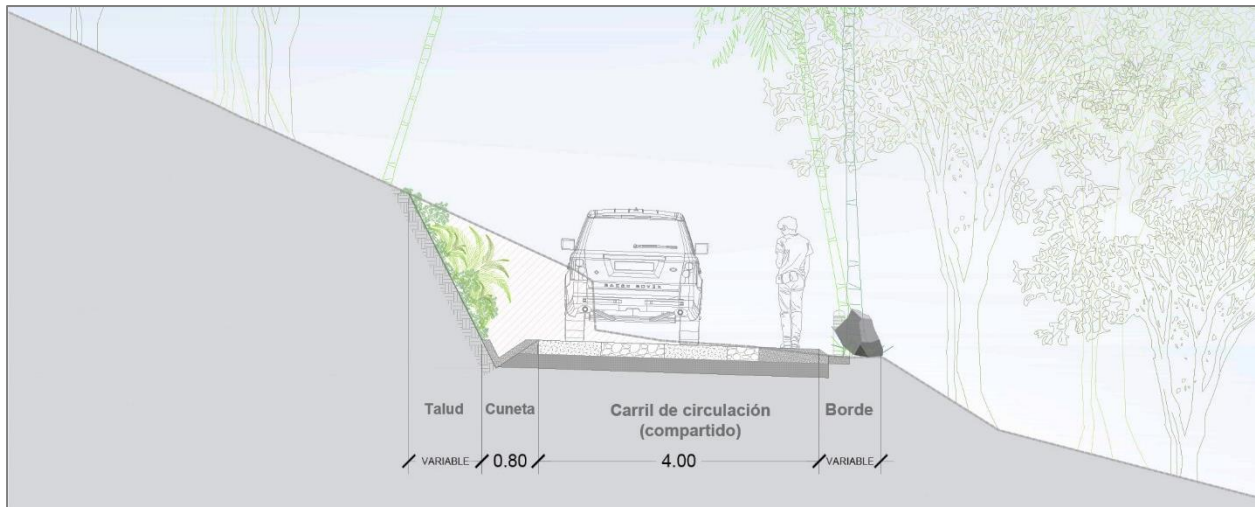 Talud
Cuneta
Carril de circulación
(compartido)
Borde
VARIABLE
0.80
4.00
VARIABLE